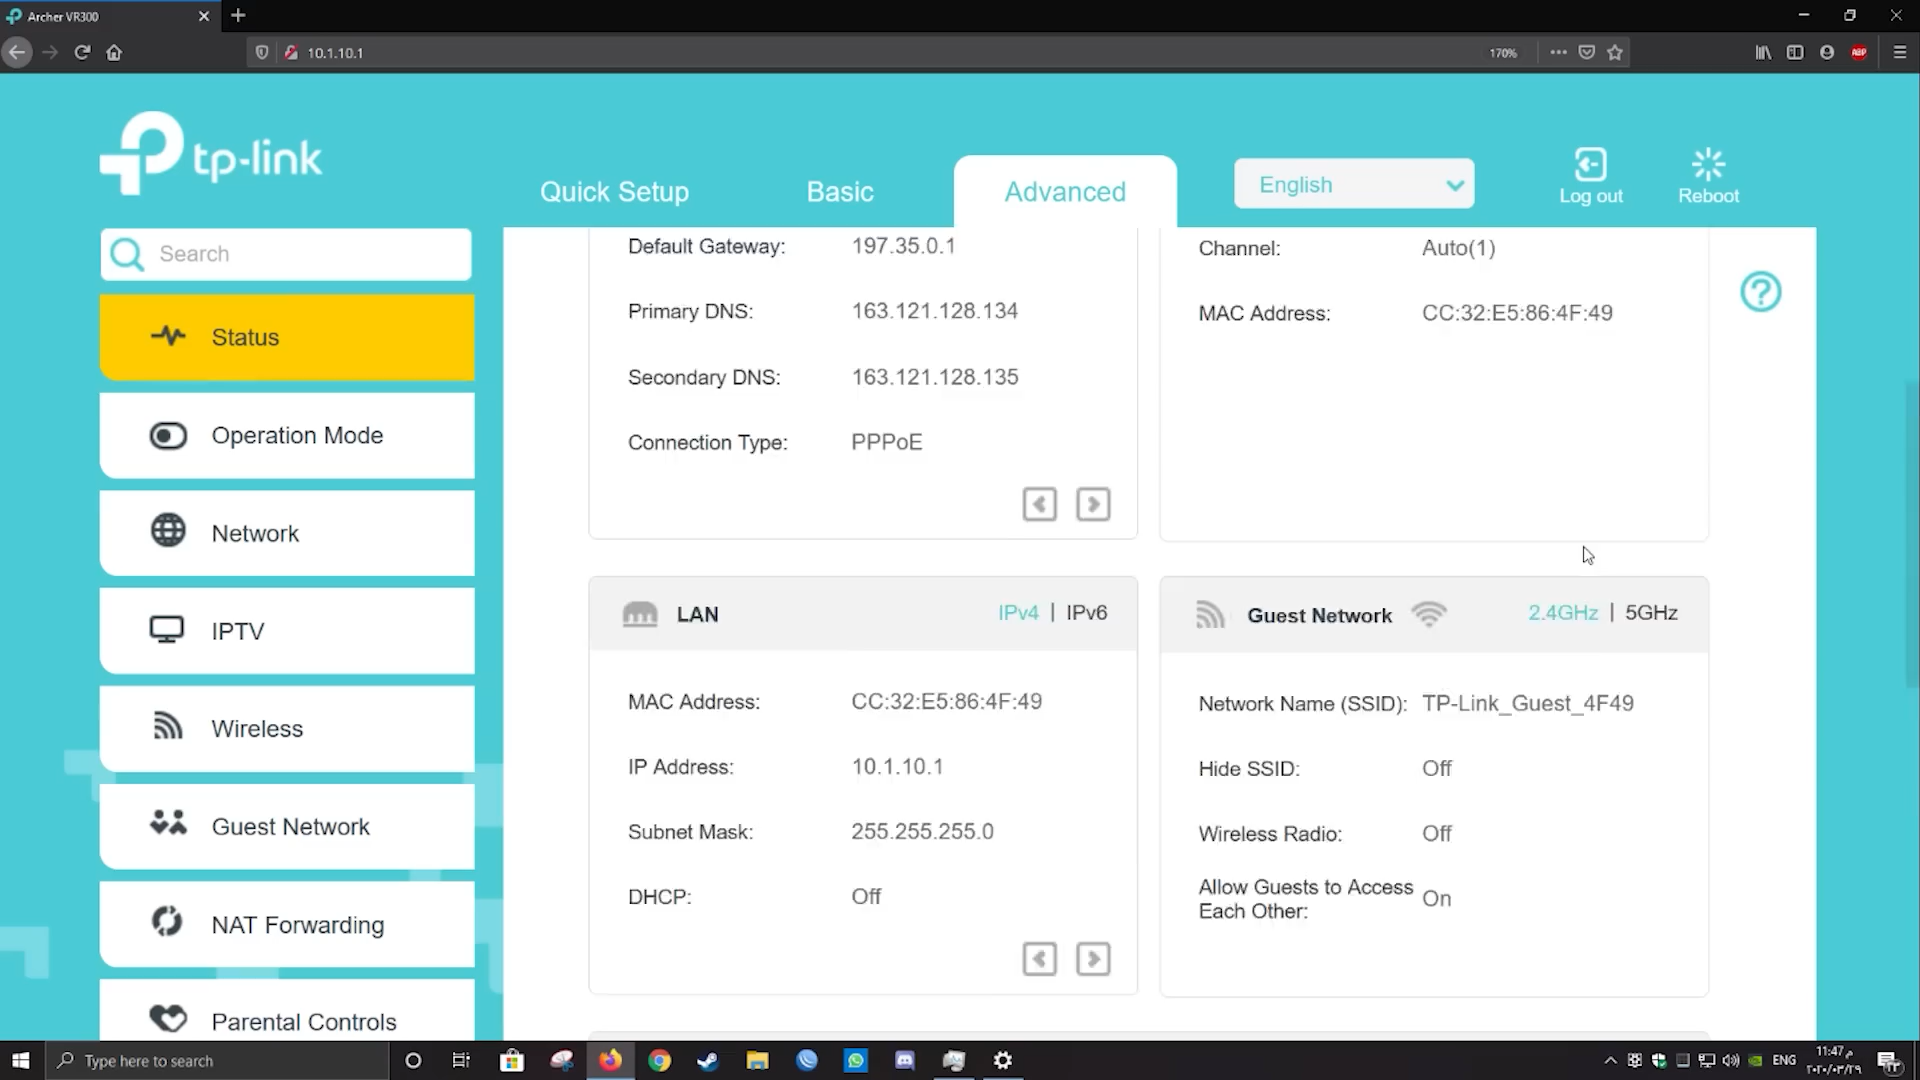 Archer VR300
10.1.10.1
170%
ABP
tp-link
Quick Setup
Basic
Advanced
English
Log out
Reboot
Search
Status
Operation Mode
Network
IPTV
Wireless
Guest Network
NAT Forwarding
Parental Controls
Default Gateway: 197.35.0.1
Primary DNS: 163.121.128.134
Secondary DNS: 163.121.128.135
Connection Type: PPPoE
Channel: Auto(1)
MAC Address: CC:32:E5:86:4F:49
LAN
IPv4 | IPv6
MAC Address: CC:32:E5:86:4F:49
IP Address: 10.1.10.1
Subnet Mask: 255.255.255.0
DHCP: Off
Guest Network
2.4GHz | 5GHz
Network Name (SSID): TP-Link_Guest_4F49
Hide SSID: Off
Wireless Radio: Off
Allow Guests to Access
Each Other: On
Type here to search
ENG
11:47 م
٢٠٢٠/٠٣/٢٩